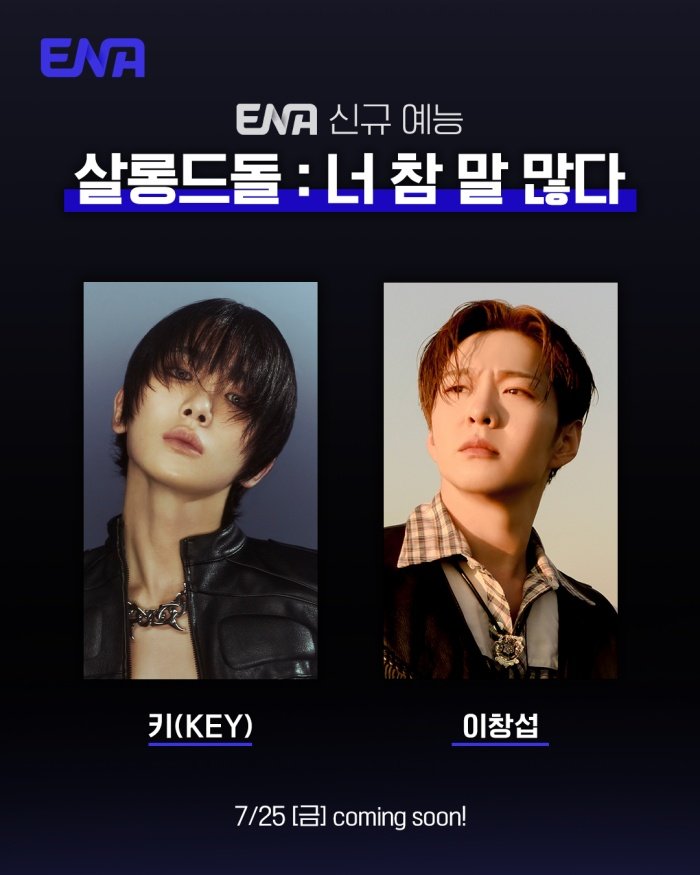 ENA
ENA 신규 예능
살롱드돌 : 너 참 말 많다
키(KEY)
이창섭
7/25 [금] coming soon!